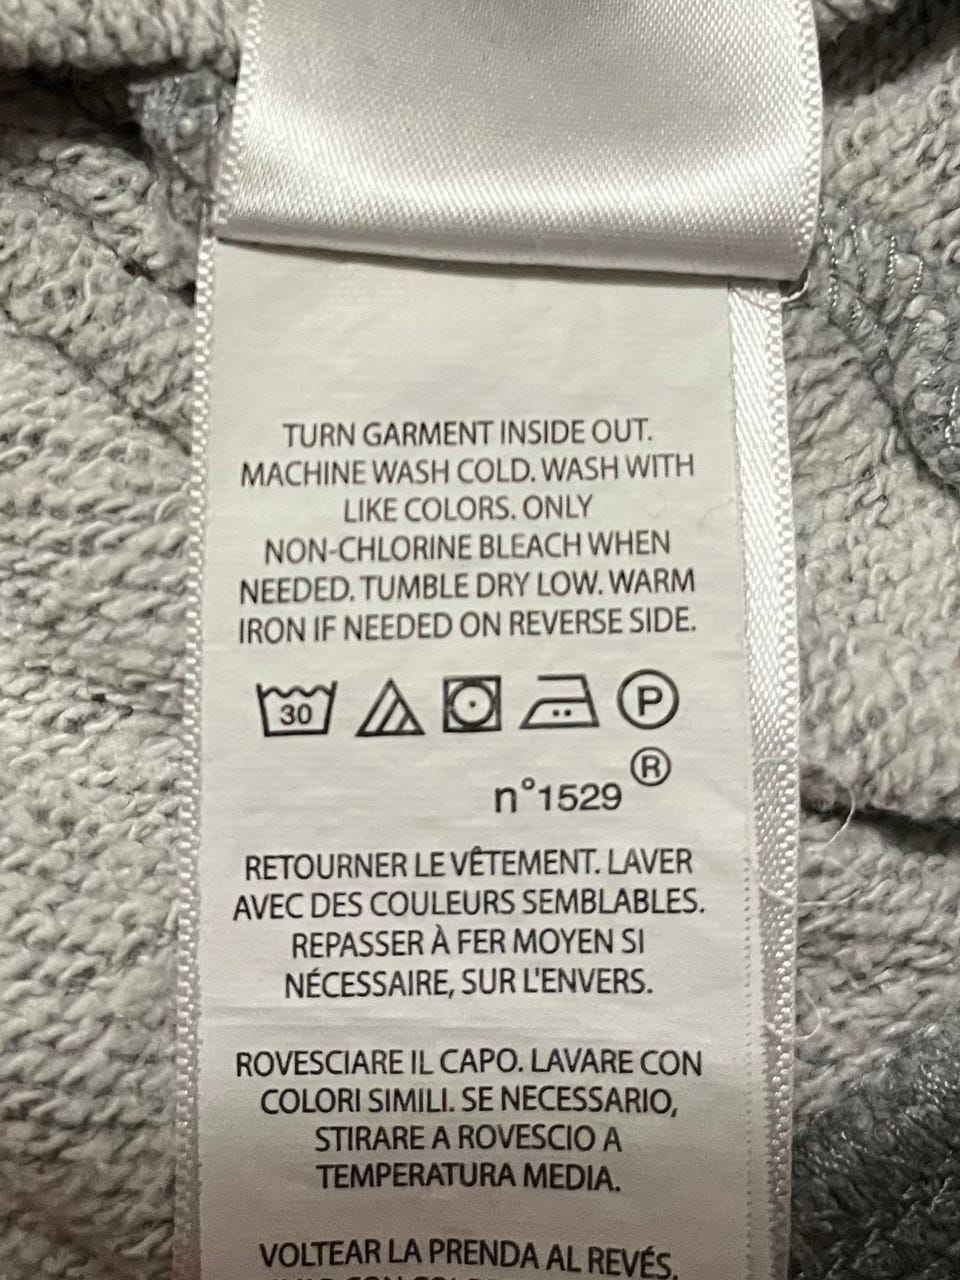 TURN GARMENT INSIDE OUT.
MACHINE WASH COLD. WASH WITH
LIKE COLORS. ONLY
NON-CHLORINE BLEACH WHEN
NEEDED. TUMBLE DRY LOW. WARM
IRON IF NEEDED ON REVERSE SIDE.
30 P
®
n°1529
RETOURNER LE VÊTEMENT. LAVER
AVEC DES COULEURS SEMBLABLES.
REPASSER À FER MOYEN SI
NÉCESSAIRE, SUR L'ENVERS.
ROVESCIARE IL CAPO. LAVARE CON
COLORI SIMILI. SE NECESSARIO,
STIRARE A ROVESCIO A
TEMPERATURA MEDIA.
VOLTEAR LA PRENDA AL REVÉS.